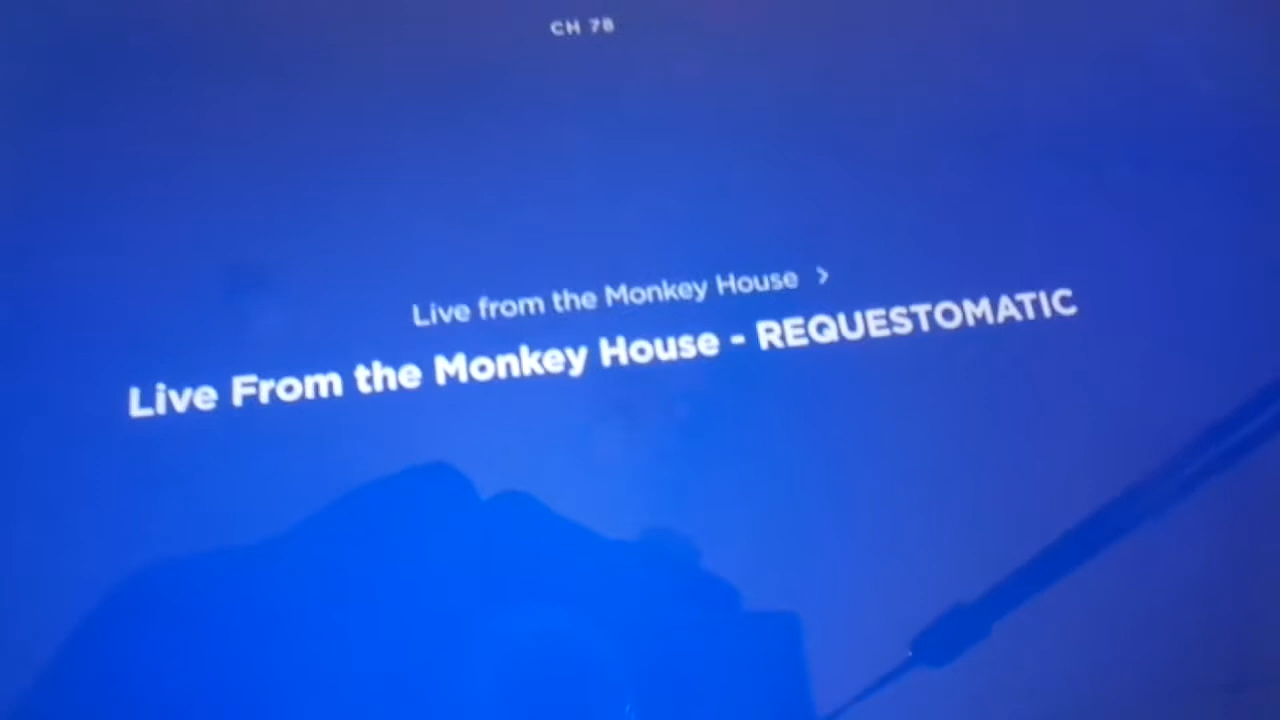 CH 78
Live from the Monkey House >
Live From the Monkey House - REQUESTOMATIC